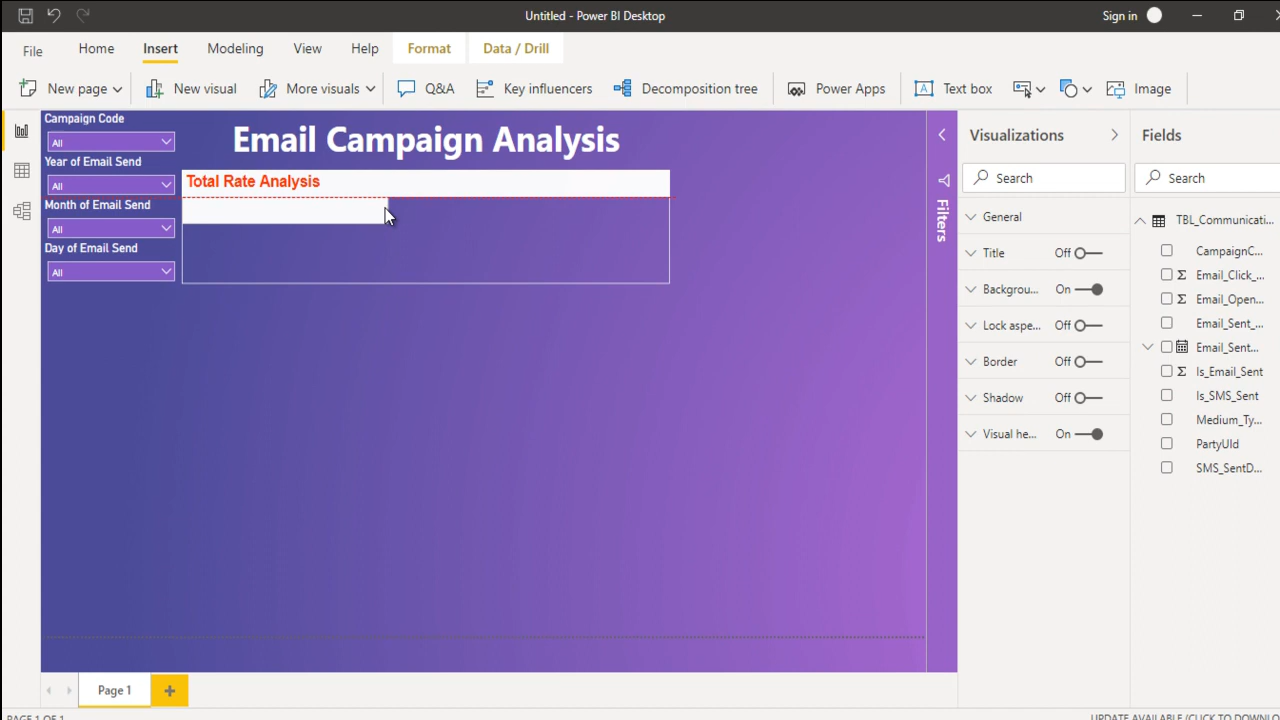 Untitled - Power BI Desktop
Sign in
File Home Insert Modeling View Help Format Data / Drill
New page New visual More visuals Q&A Key influencers Decomposition tree Power Apps Text box Image
Campaign Code
All
Year of Email Send
All
Month of Email Send
All
Day of Email Send
All
Email Campaign Analysis
Total Rate Analysis
Filters
Visualizations
Search
General
Title Off
Backgrou... On
Lock aspe... Off
Border Off
Shadow Off
Visual he... On
Fields
Search
TBL_Communicati...
CampaignC...
Email_Click_...
Email_Open...
Email_Sent_...
Email_Sent...
Is_Email_Sent
Is_SMS_Sent
Medium_Ty...
PartyUId
SMS_SentD...
Page 1
PAGE 1 OF 1
UPDATE AVAILABLE (CLICK TO DOWNLO